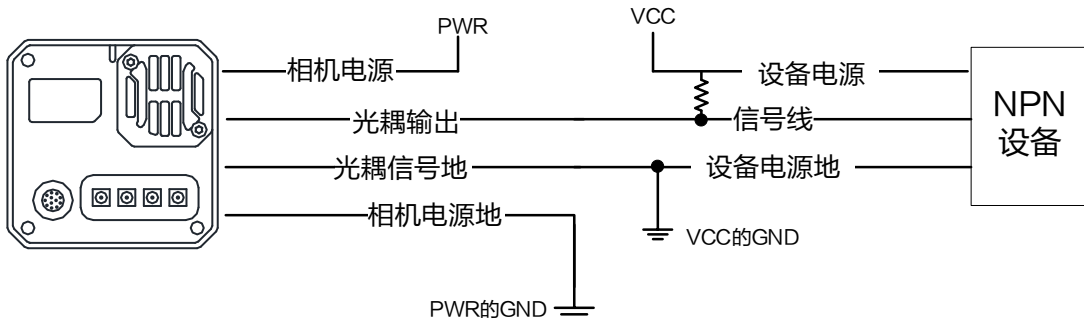 PWR
VCC
相机电源
设备电源
光耦输出
信号线
NPN
设备
光耦信号地
设备电源地
相机电源地
VCC的GND
PWR的GND